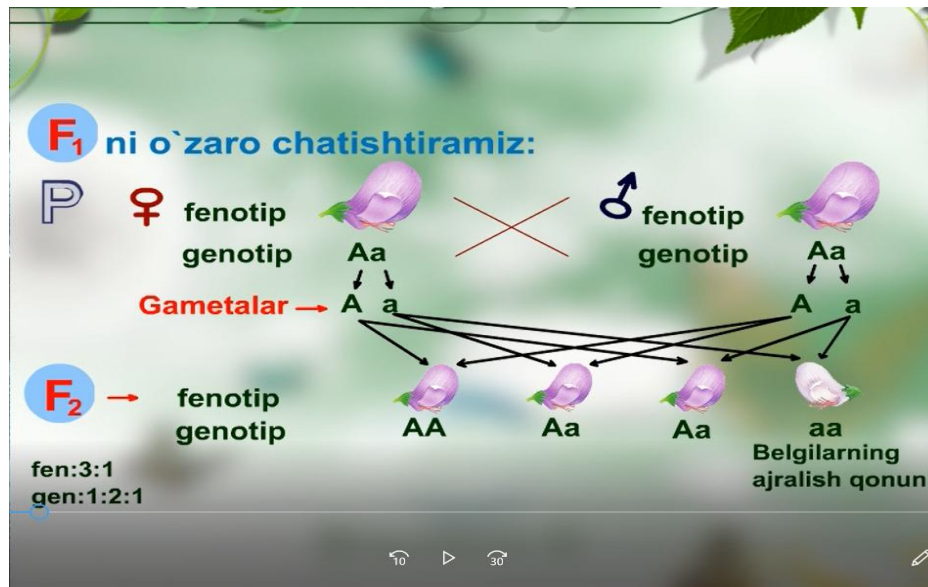 F1 ni o`zaro chatishtiramiz:
P ♀ fenotip ♂ fenotip
genotip Aa genotip Aa
Gametalar → A a A a
F2 → fenotip
genotip AA Aa Aa aa
fen:3:1 Belgilarning
gen:1:2:1 ajralish qonun
10 30